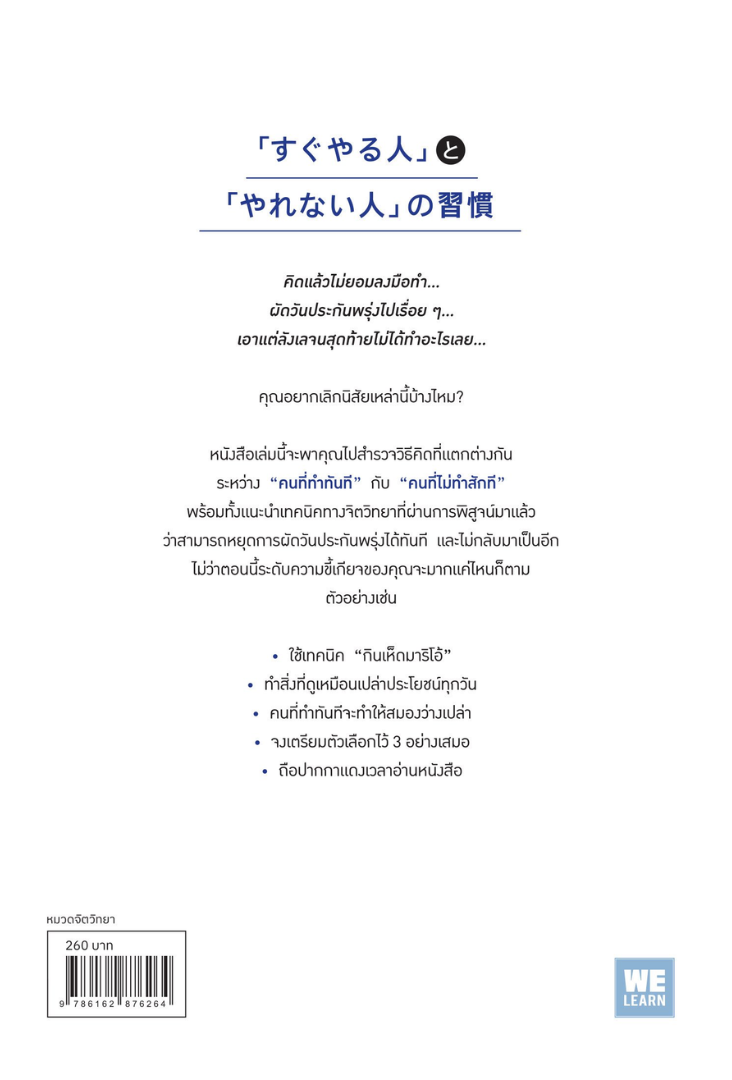 「すぐやる人」と
「やれない人」の習慣
คิดแล้วไม่ยอมลงมือทำ...
ผัดวันประกันพรุ่งไปเรื่อย ๆ...
เอาแต่ลังเลจนสุดท้ายไม่ได้ทำอะไรเลย...
คุณอยากเลิกนิสัยเหล่านี้บ้างไหม?
หนังสือเล่มนี้จะพาคุณไปสำรวจวิธีคิดที่แตกต่างกัน
ระหว่าง “คนที่ทำทันที” กับ “คนที่ไม่ทำสักที”
พร้อมทั้งแนะนำเทคนิคทางจิตวิทยาที่ผ่านการพิสูจน์มาแล้ว
ว่าสามารถหยุดการผัดวันประกันพรุ่งได้ทันที และไม่กลับมาเป็นอีก
ไม่ว่าตอนนี้ระดับความขี้เกียจของคุณจะมากแค่ไหนก็ตาม
ตัวอย่างเช่น
• ใช้เทคนิค “กินเห็ดมาริโอ้”
• ทำสิ่งที่ดูเหมือนเปล่าประโยชน์ทุกวัน
• คนที่ทำทันทีจะทำให้สมองว่างเปล่า
• จงเตรียมตัวเลือกไว้ 3 อย่างเสมอ
• ถือปากกาแดงเวลาอ่านหนังสือ
หมวดจิตวิทยา
260 บาท
9 786162 876264
WE
LEARN